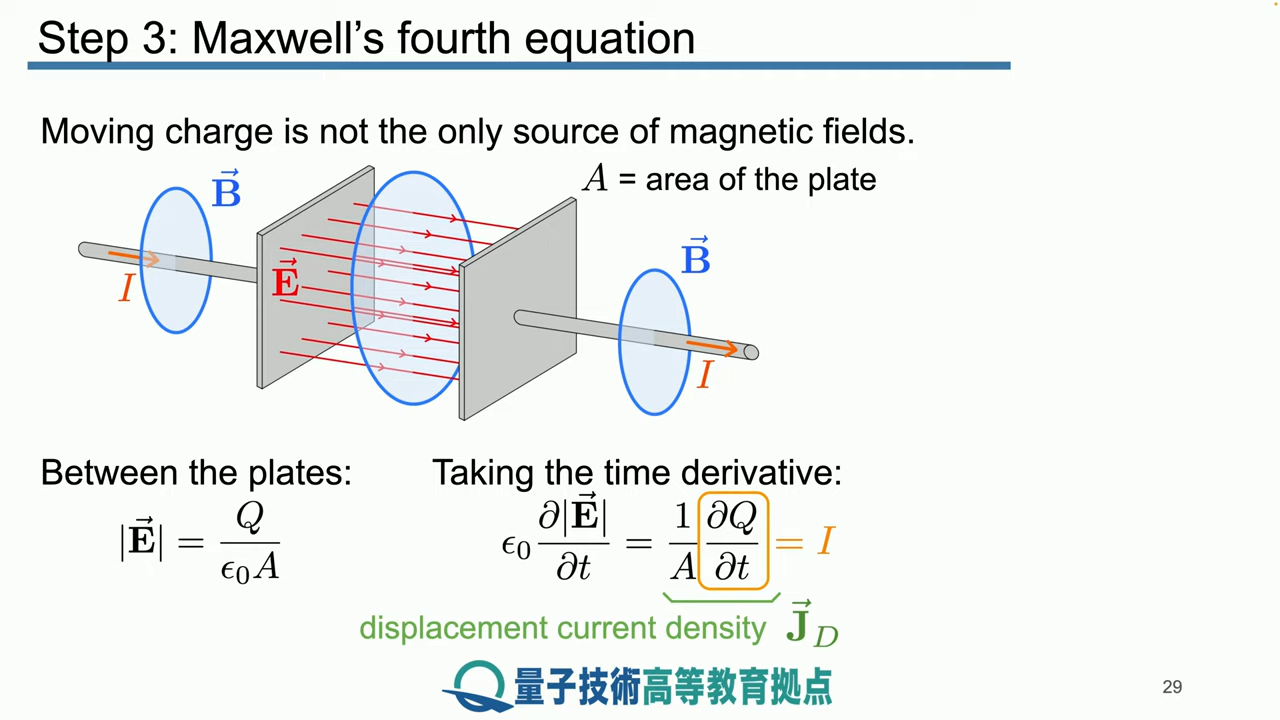 Step 3: Maxwell's fourth equation
Moving charge is not the only source of magnetic fields.
A = area of the plate
B⃗
B⃗
E⃗
I
I
Between the plates:
Taking the time derivative:
|E⃗| = Q / ϵ₀A
ϵ₀ ∂|E⃗|/∂t = 1/A ∂Q/∂t = I
displacement current density J⃗_D
量子技術高等教育拠点
29